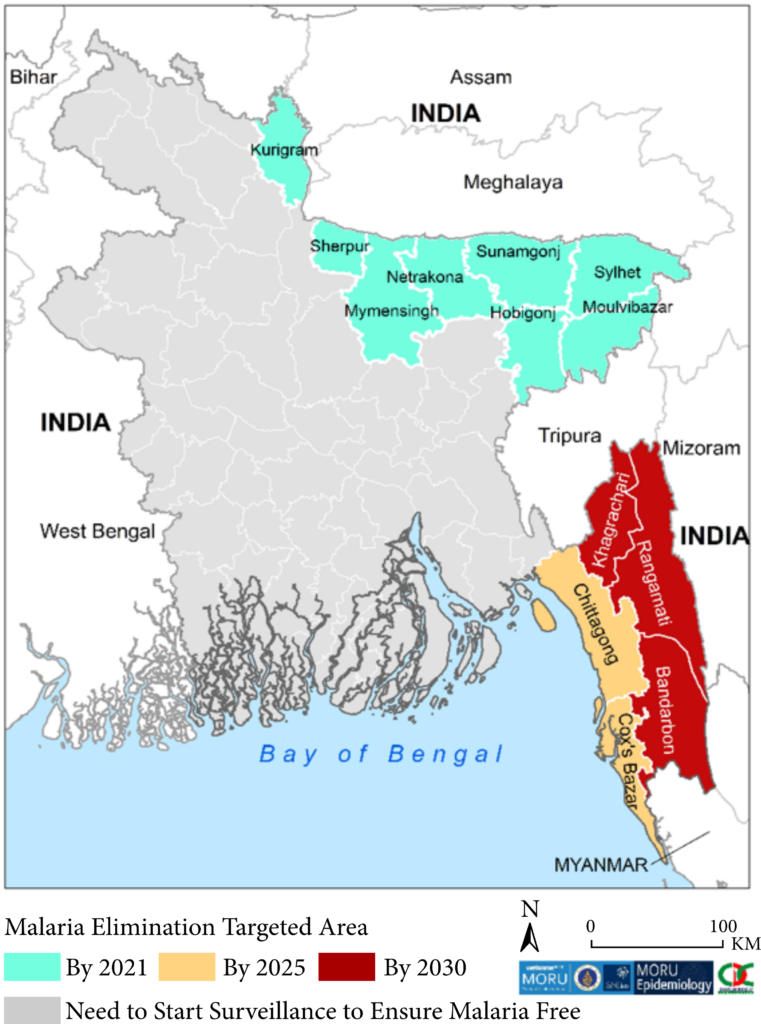 Bihar
Assam
INDIA
Kurigram
Meghalaya
Sherpur
Sunamgonj
Netrakona
Sylhet
Mymensingh
Hobigonj
Moulvibazar
INDIA
Tripura
Mizoram
West Bengal
INDIA
Khagrachari
Rangamati
Chittagong
Bandarbon
Cox's Bazar
Bay of Bengal
MYANMAR
Malaria Elimination Targeted Area
By 2021
By 2025
By 2030
Need to Start Surveillance to Ensure Malaria Free
N
0 100
KM
MORU
MORU
Epidemiology